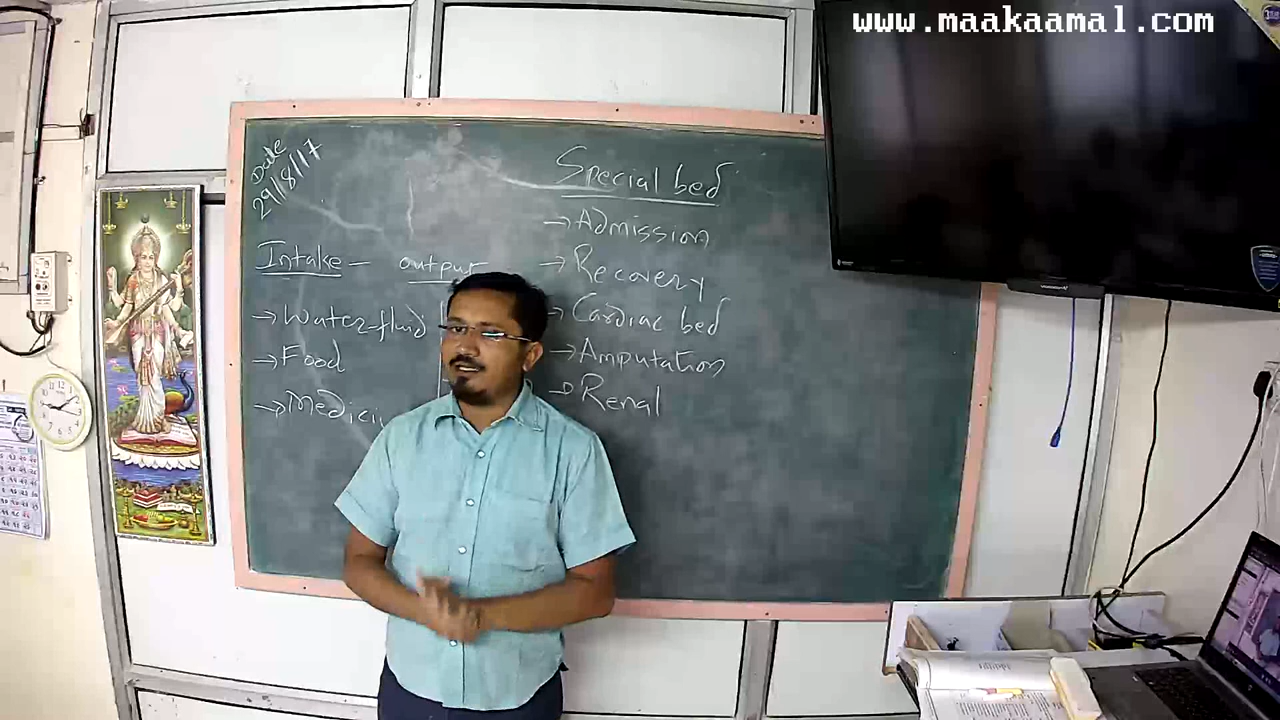 www.maakaamal.com
Date
29/8/17
Special bed
→Admission
→Recovery
→Cardiac bed
→Amputation
→Renal
Intake - output
→Water-fluid
→Food